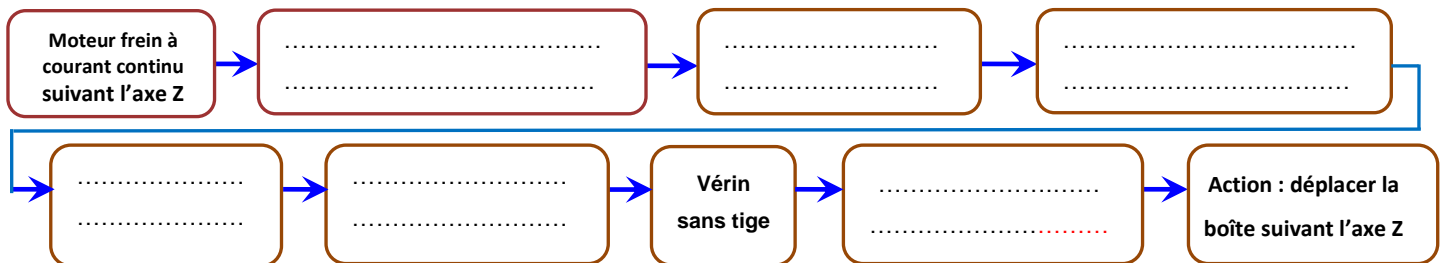 Moteur frein à
courant continu
suivant l'axe Z
........................................
.......................................
...........................
...........................
.....................................
....................................
.....................
.....................
...........................
...........................
Vérin
sans tige
............................
..............................
Action : déplacer la
boîte suivant l'axe Z